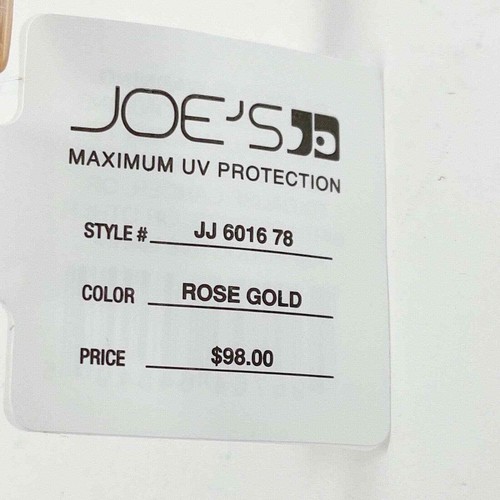 JOE'S
MAXIMUM UV PROTECTION
STYLE # JJ 6016 78
COLOR ROSE GOLD
PRICE $98.00